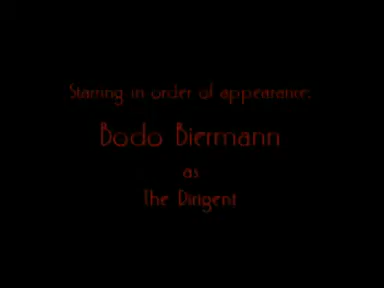 Starring in order of appearance:
Bodo Biermann
as
The Dirigent